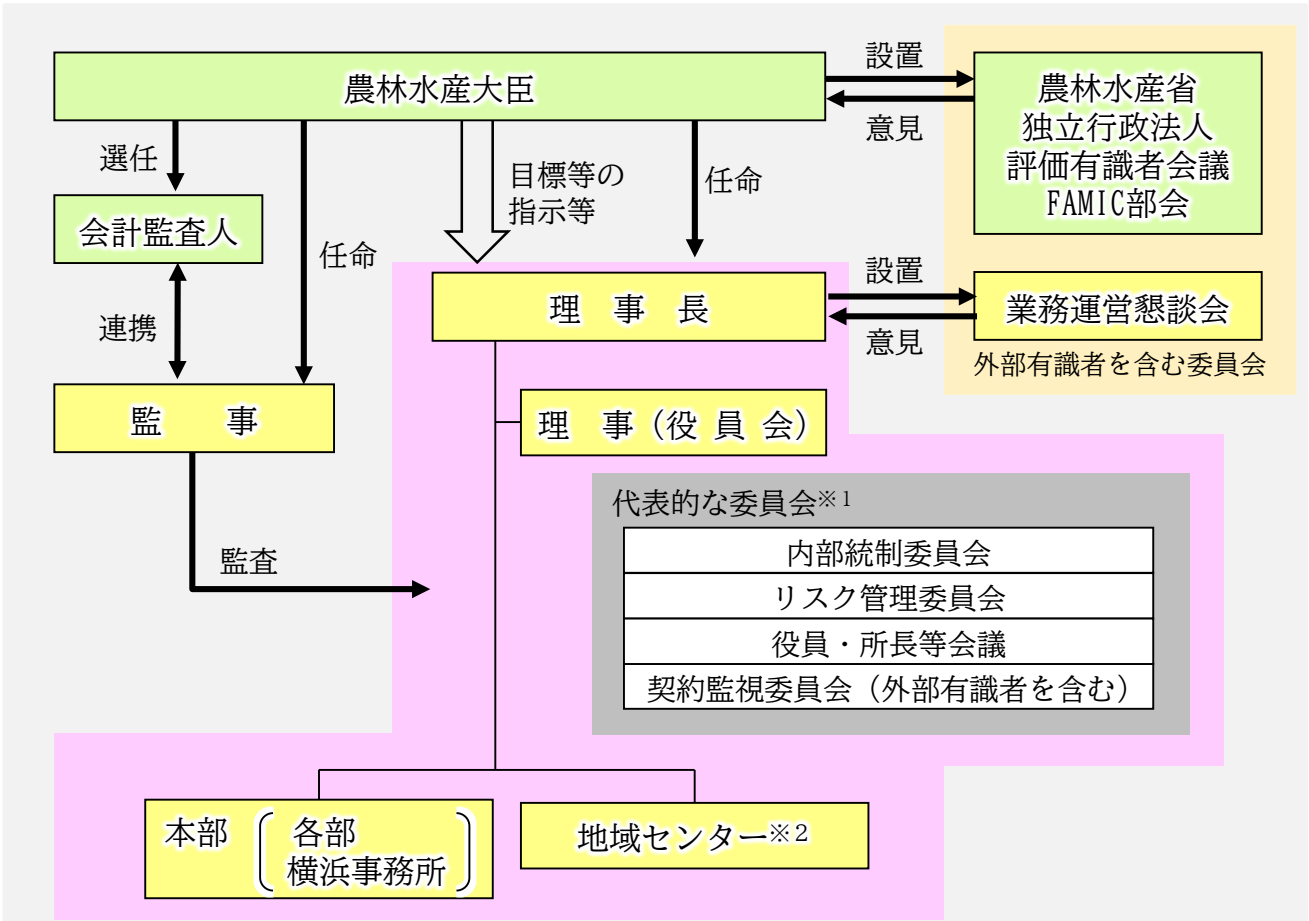 農林水産大臣
設置
意見
農林水産省
独立行政法人
評価有識者会議
FAMIC部会
選任
会計監査人
任命
目標等の
指示等
任命
連携
理 事 長
設置
意見
業務運営懇談会
外部有識者を含む委員会
監 事
理 事（役 員 会）
監査
代表的な委員会※1
内部統制委員会
リスク管理委員会
役員・所長等会議
契約監視委員会（外部有識者を含む）
本部
各部
横浜事務所
地域センター※2